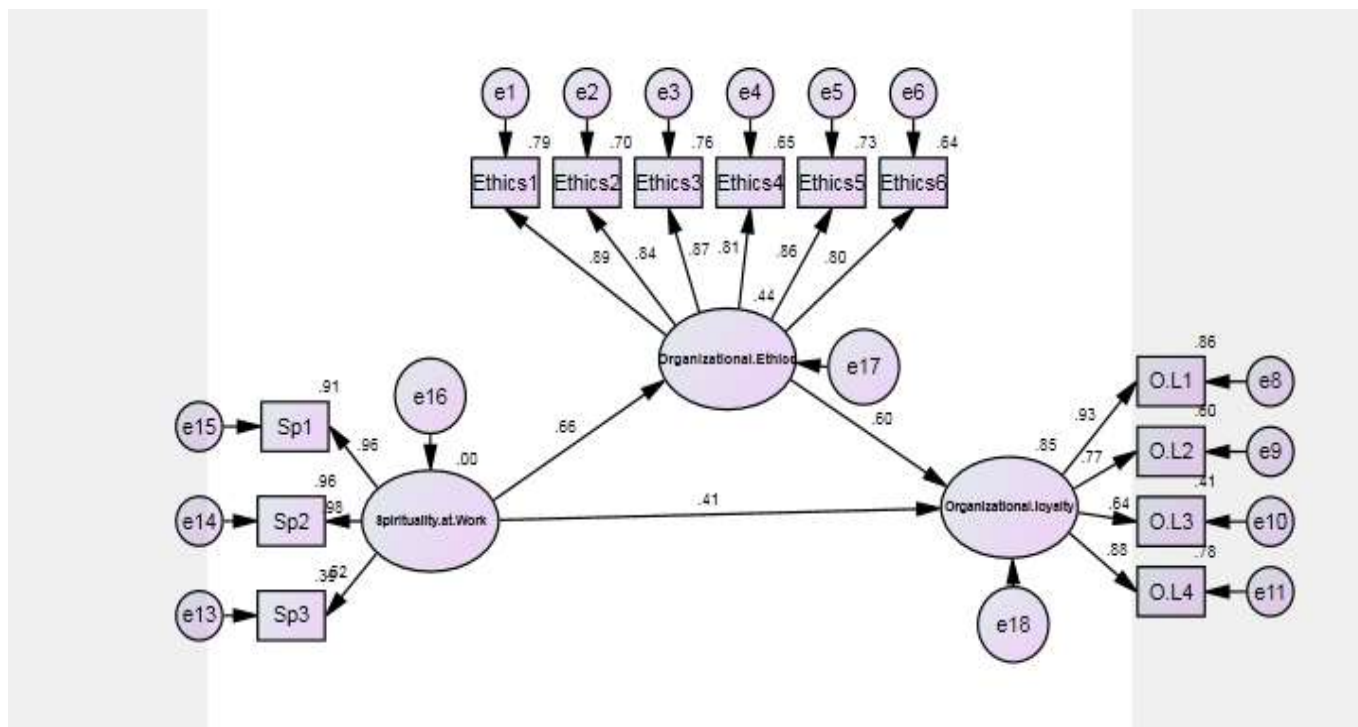 e1 e2 e3 e4 e5 e6
.79 .70 .76 .65 .73 .64
Ethics1 Ethics2 Ethics3 Ethics4 Ethics5 Ethics6
.89 .84 .87 .81 .86 .80
.44
Organizational.Ethic
e17
.86
O.L1 e8
.91
e16
e15 Sp1
.96
.66
.00
.60
.93
.60
.85
.77
O.L2 e9
.96
.98
e14 Sp2
Spirituality.at.Work
.41
Organizational.loyalty
.41
.64
O.L3 e10
.88
.78
O.L4 e11
.62
e13 Sp3
e18